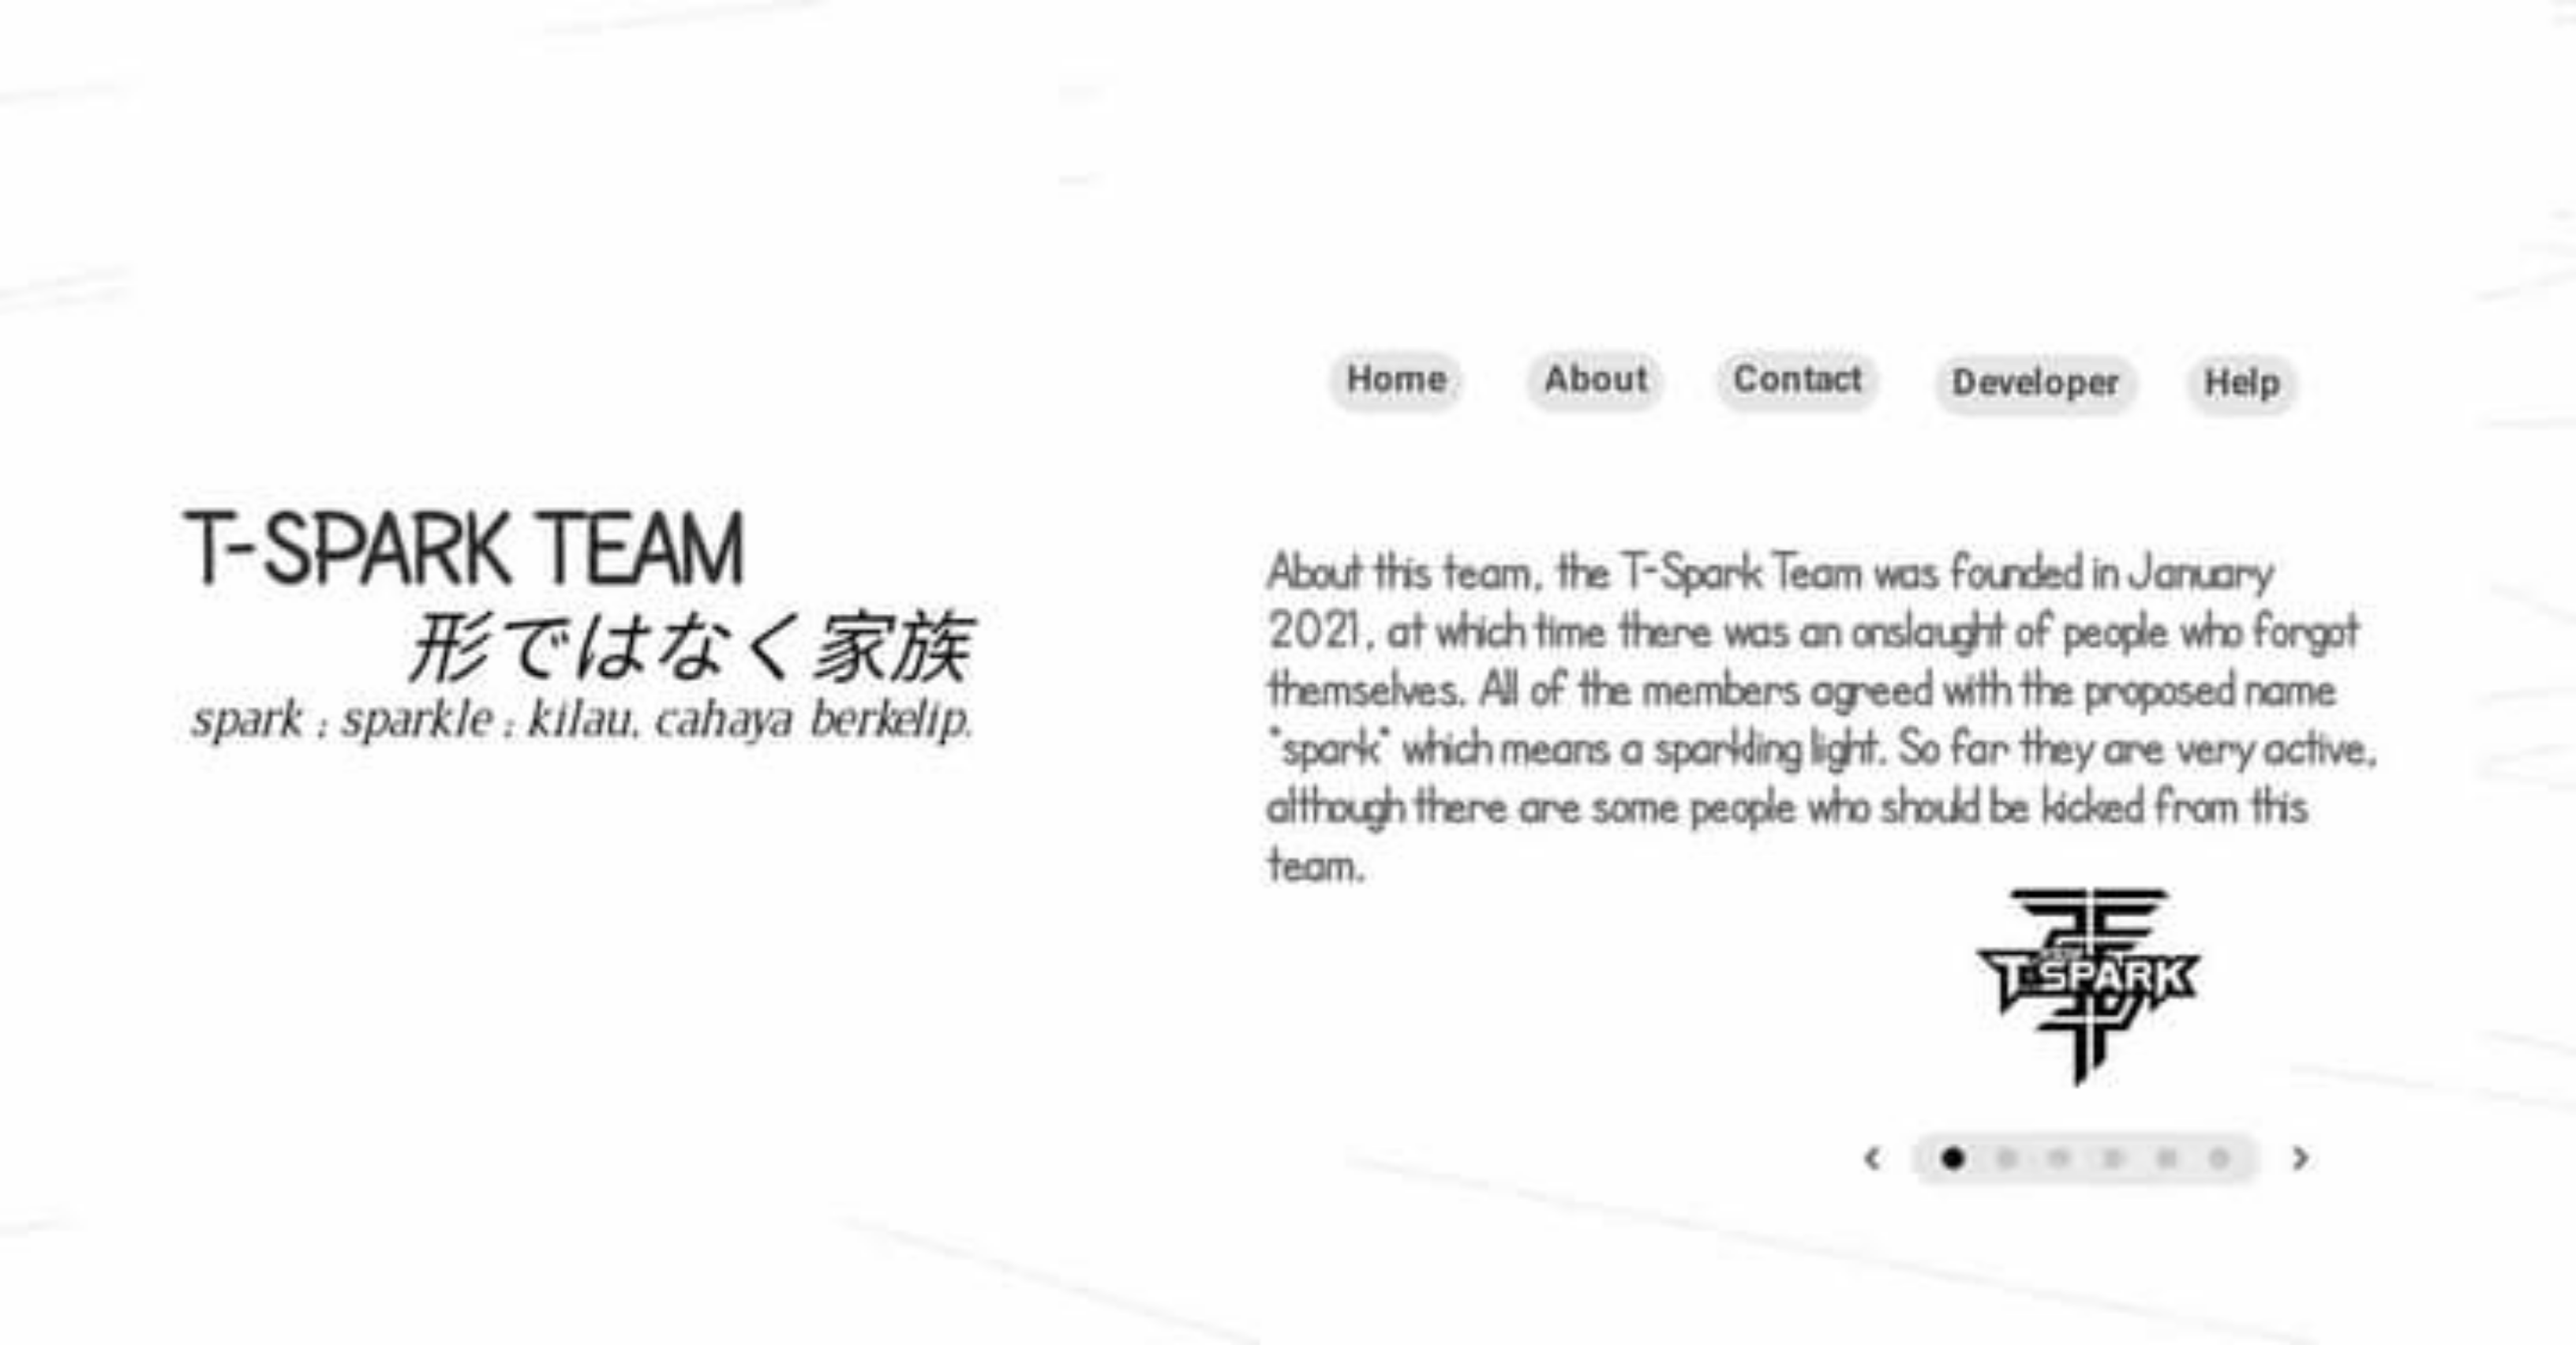 T-SPARK TEAM
形ではなく家族
spark ; sparkle ; kilau, cahaya berkelip.
Home About Contact Developer Help
About this team, the T-Spark Team was founded in January
2021, at which time there was an onslaught of people who forgot
themselves. All of the members agreed with the proposed name
"spark" which means a sparkling light. So far they are very active,
although there are some people who should be kicked from this
team.
T-SPARK